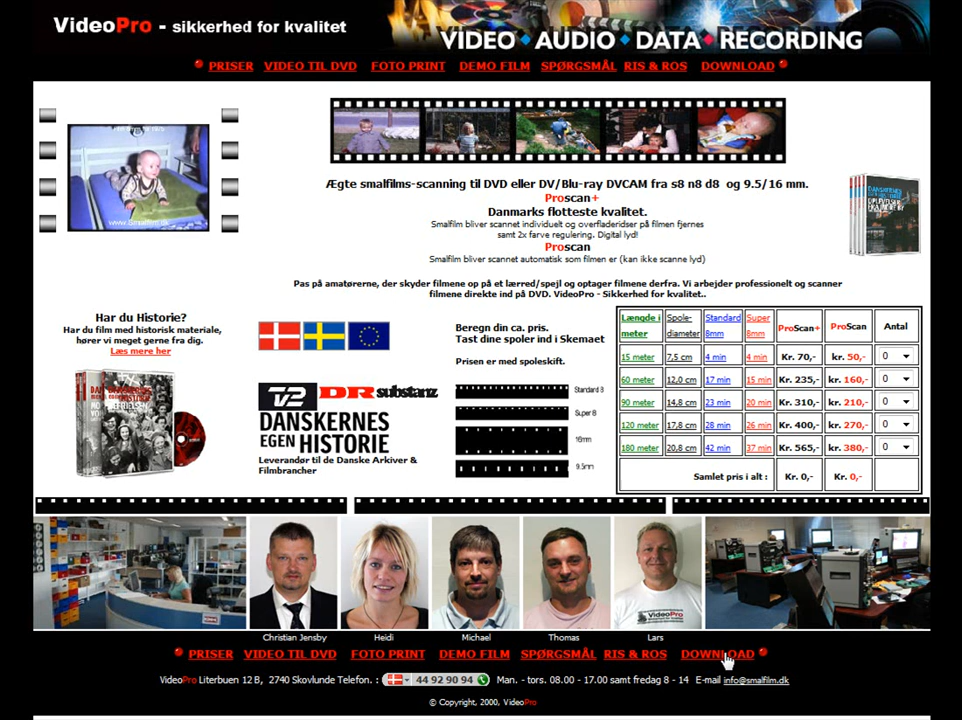 VideoPro - sikkerhed for kvalitet
VIDEO AUDIO DATA RECORDING
PRISER VIDEO TIL DVD FOTO PRINT DEMO FILM SPØRGSMÅL RIS & ROS DOWNLOAD
www.Smalfilm.dk
Ægte smalfilms-scanning til DVD eller DV/Blu-ray DVCAM fra s8 n8 d8 og 9.5/16 mm.
Proscan+
Danmarks flotteste kvalitet.
Smalfilm bliver scannet individuelt og overfladeridser på filmen fjernes
samt 2x farve regulering. Digital lyd!
Proscan
Smalfilm bliver scannet automatisk som filmen er (kan ikke scanne lyd)
Pas på amatørerne, der skyder filmene op på et lærred/spejl og optager filmene derfra. Vi arbejder professionelt og scanner
filmene direkte ind på DVD. VideoPro - Sikkerhed for kvalitet..
Har du Historie?
Har du film med historisk materiale,
hører vi meget gerne fra dig.
Læs mere her
2 DR substanz
DANSKERNES
EGEN HISTORIE
Leverandør til de Danske Arkiver &
Filmbrancher
Beregn din ca. pris.
Tast dine spoler ind i Skemaet
Prisen er med spoleskift.
Standard 8
Super 8
16mm
9.5mm
Længde i meter Spole-diameter Standard 8mm Super 8mm ProScan+ ProScan Antal
15 meter 7,5 cm 4 min 4 min Kr. 70,- kr. 50,- 0
60 meter 12,0 cm 17 min 15 min Kr. 235,- kr. 160,- 0
90 meter 14,8 cm 23 min 20 min Kr. 310,- kr. 210,- 0
120 meter 17,8 cm 28 min 26 min Kr. 400,- kr. 270,- 0
180 meter 20,8 cm 42 min 37 min Kr. 565,- kr. 380,- 0
Samlet pris i alt : Kr. 0,- Kr. 0,-
VideoPro
Christian Jensby Heidi Michael Thomas Lars
PRISER VIDEO TIL DVD FOTO PRINT DEMO FILM SPØRGSMÅL RIS & ROS DOWNLOAD
VideoPro Literbuen 12 B, 2740 Skovlunde Telefon. : 44 92 90 94 Man. - tors. 08.00 - 17.00 samt fredag 8 - 14 E-mail info@smalfilm.dk
© Copyright, 2000, VideoPro